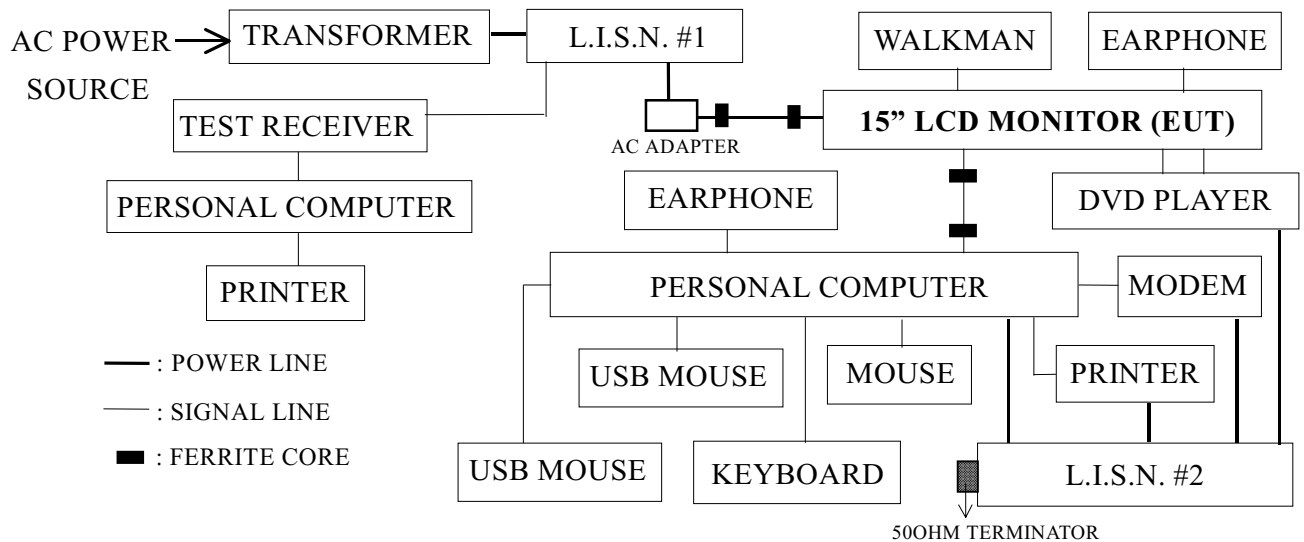 AC POWER
SOURCE
TRANSFORMER
L.I.S.N. #1
WALKMAN
EARPHONE
TEST RECEIVER
AC ADAPTER
15” LCD MONITOR (EUT)
PERSONAL COMPUTER
EARPHONE
DVD PLAYER
PRINTER
PERSONAL COMPUTER
MODEM
: POWER LINE
USB MOUSE
MOUSE
PRINTER
: SIGNAL LINE
: FERRITE CORE
USB MOUSE
KEYBOARD
L.I.S.N. #2
50OHM TERMINATOR